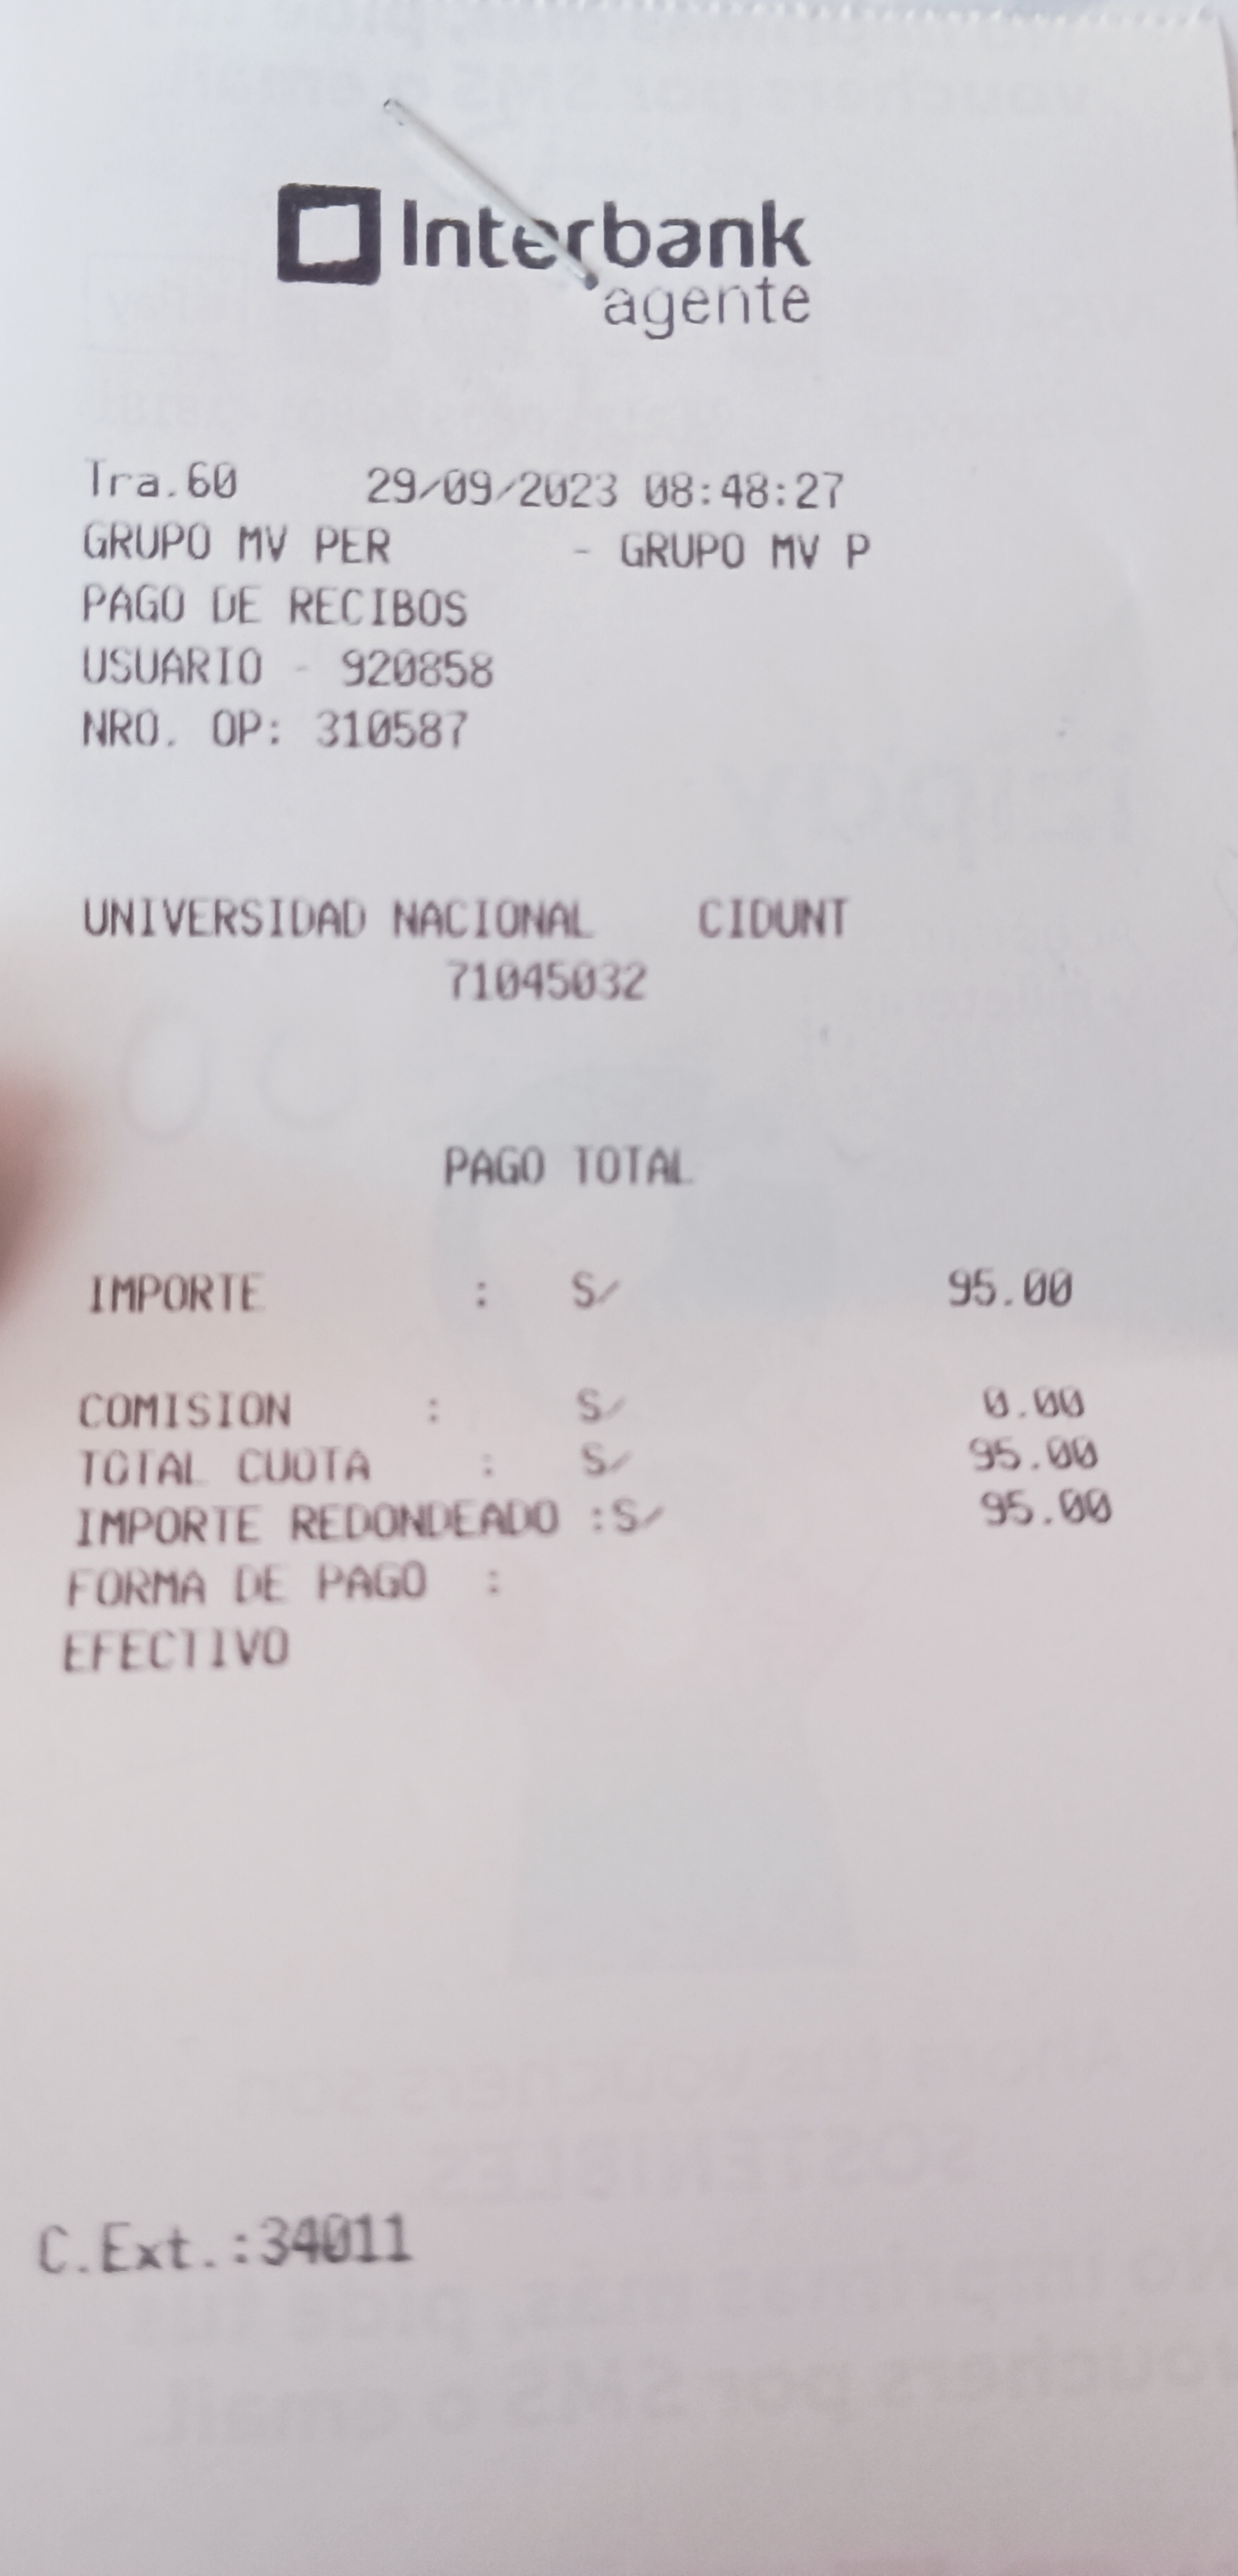 Interbank
agente
Tra.60 29/09/2023 08:48:27
GRUPO MV PER - GRUPO MV P
PAGO DE RECIBOS
USUARIO - 920858
NRO. OP: 310587
UNIVERSIDAD NACIONAL CIDUNT
71045032
PAGO TOTAL
IMPORTE : S/ 95.00
COMISION : S/ 0.00
TOTAL CUOTA : S/ 95.00
IMPORTE REDONDEADO :S/ 95.00
FORMA DE PAGO :
EFECTIVO
C.Ext.:34011